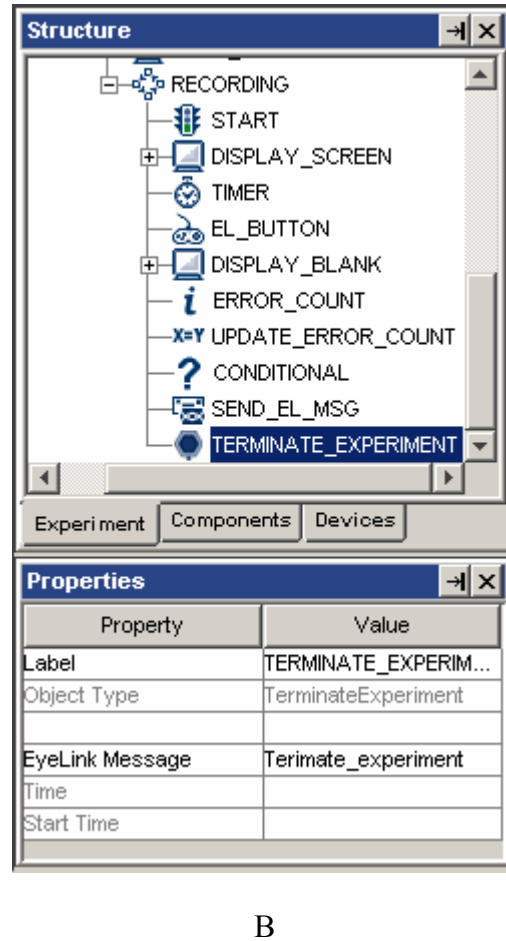 Structure
RECORDING
START
DISPLAY_SCREEN
TIMER
EL_BUTTON
DISPLAY_BLANK
ERROR_COUNT
X=Y UPDATE_ERROR_COUNT
? CONDITIONAL
SEND_EL_MSG
TERMINATE_EXPERIMENT
Experiment Components Devices
Properties
Property Value
Label TERMINATE_EXPERIM...
Object Type TerminateExperiment
EyeLink Message Terimate_experiment
Time
Start Time
B